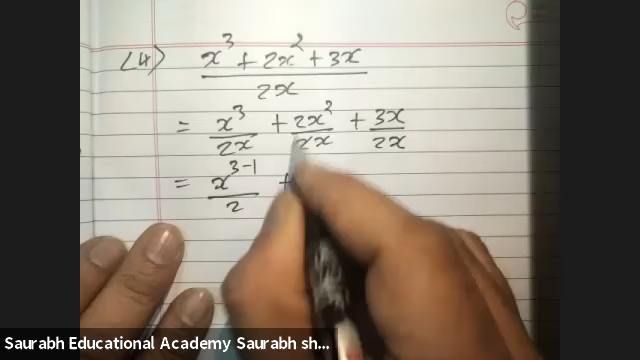 (4) x³ + 2x² + 3x / 2x
= x³/2x + 2x²/2x + 3x/2x
= x³⁻¹/2 +
Saurabh Educational Academy Saurabh sh...